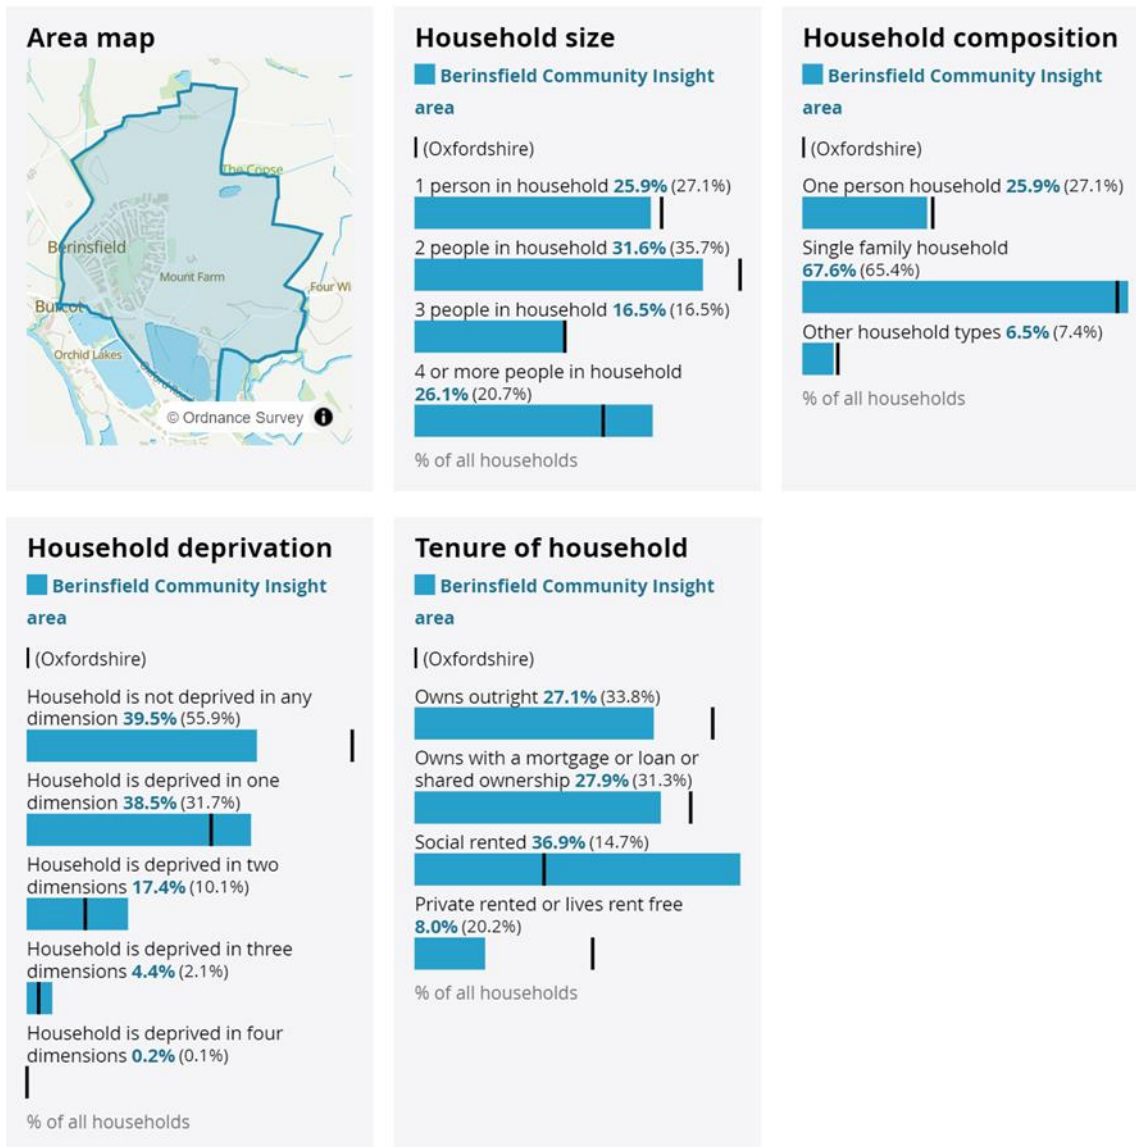 Area map
The Copse
Berinsfield
Mount Farm
Four Wi
Burcot
Orchid Lakes
Oxford Road
© Ordnance Survey
Household size
Berinsfield Community Insight
area
(Oxfordshire)
1 person in household 25.9% (27.1%)
2 people in household 31.6% (35.7%)
3 people in household 16.5% (16.5%)
4 or more people in household
26.1% (20.7%)
% of all households
Household composition
Berinsfield Community Insight
area
(Oxfordshire)
One person household 25.9% (27.1%)
Single family household
67.6% (65.4%)
Other household types 6.5% (7.4%)
% of all households
Household deprivation
Berinsfield Community Insight
area
(Oxfordshire)
Household is not deprived in any
dimension 39.5% (55.9%)
Household is deprived in one
dimension 38.5% (31.7%)
Household is deprived in two
dimensions 17.4% (10.1%)
Household is deprived in three
dimensions 4.4% (2.1%)
Household is deprived in four
dimensions 0.2% (0.1%)
% of all households
Tenure of household
Berinsfield Community Insight
area
(Oxfordshire)
Owns outright 27.1% (33.8%)
Owns with a mortgage or loan or
shared ownership 27.9% (31.3%)
Social rented 36.9% (14.7%)
Private rented or lives rent free
8.0% (20.2%)
% of all households